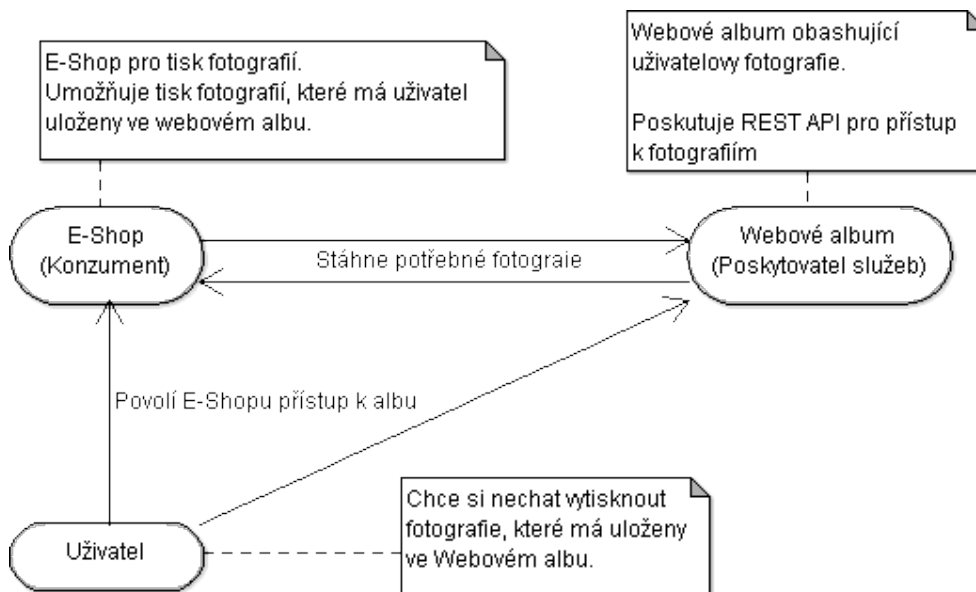 E-Shop pro tisk fotografií.
Umožňuje tisk fotografií, které má uživatel
uloženy ve webovém albu.
Webové album obashující
uživatelovy fotografie.
Poskutuje REST API pro přístup
k fotografiím
E-Shop
(Konzument)
Stáhne potřebné fotograie
Webové album
(Poskytovatel služeb)
Povolí E-Shopu přístup k albu
Uživatel
Chce si nechat vytisknout
fotografie, které má uloženy
ve Webovém albu.